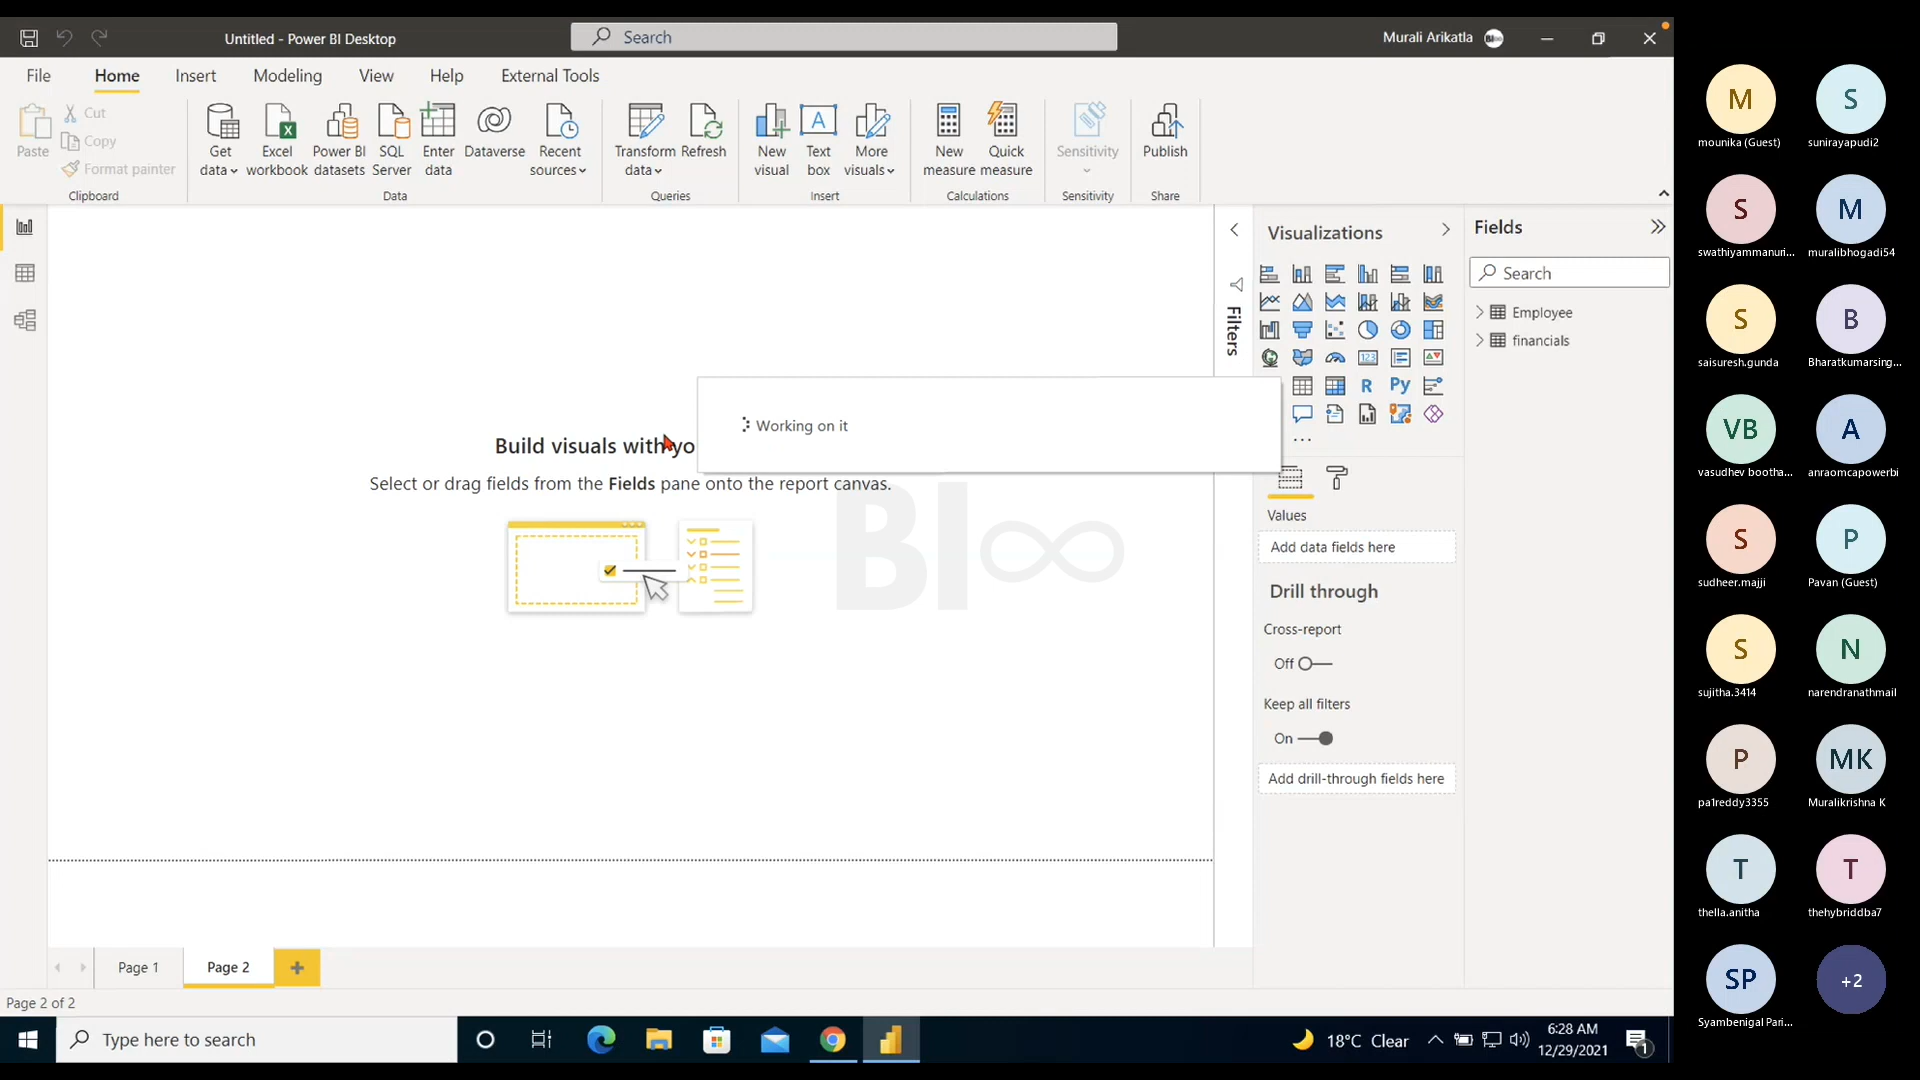 Untitled - Power BI Desktop
Search
Murali Arikatla
File Home Insert Modeling View Help External Tools
Paste
Cut
Copy
Format painter
Clipboard
Get data
Excel workbook
Power BI datasets
SQL Server
Enter data
Dataverse
Recent sources
Data
Transform data
Refresh
Queries
New visual
Text box
More visuals
Insert
New measure
Quick measure
Calculations
Sensitivity
Sensitivity
Publish
Share
Filters
Visualizations
123
R
Py
Values
Add data fields here
Drill through
Cross-report
Off
Keep all filters
On
Add drill-through fields here
Fields
Search
Employee
financials
Working on it
Build visuals with yo
Select or drag fields from the Fields pane onto the report canvas.
BI
Page 1
Page 2
Page 2 of 2
Type here to search
18°C Clear
6:28 AM
12/29/2021
1
M
mounika (Guest)
S
sunirayapudi2
S
swathiyammanuri...
M
muralibhogadi54
S
saisuresh.gunda
B
Bharatkumarsing...
VB
vasudhev bootha...
A
anraomcapowerbi
S
sudheer.majji
P
Pavan (Guest)
S
sujitha.3414
N
narendranathmail
P
pa1reddy3355
MK
Muralikrishna K
T
thella.anitha
T
thehybriddba7
SP
Syambenigal Pari...
+2